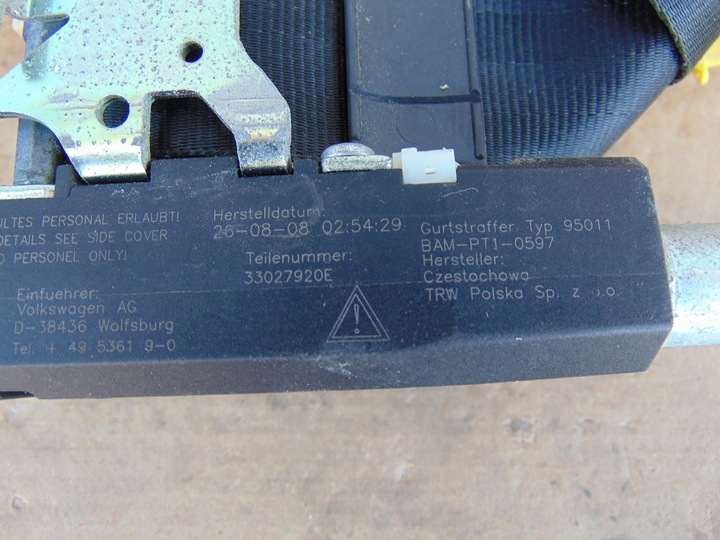 ULTES PERSONAL ERLAUBT!
DETAILS SEE SIDE COVER
PERSONEL ONLY!
Einfuehrer:
Volkswagen AG
D-38436 Wolfsburg
Tel. + 49 5361 9-0
Herstelldatum:
26-08-08 02:54:29
Teilenummer:
33027920E
Gurtstraffer Typ 95011
BAM-PT1-0597
Hersteller:
Czestochowa
TRW Polska Sp. z o.o.